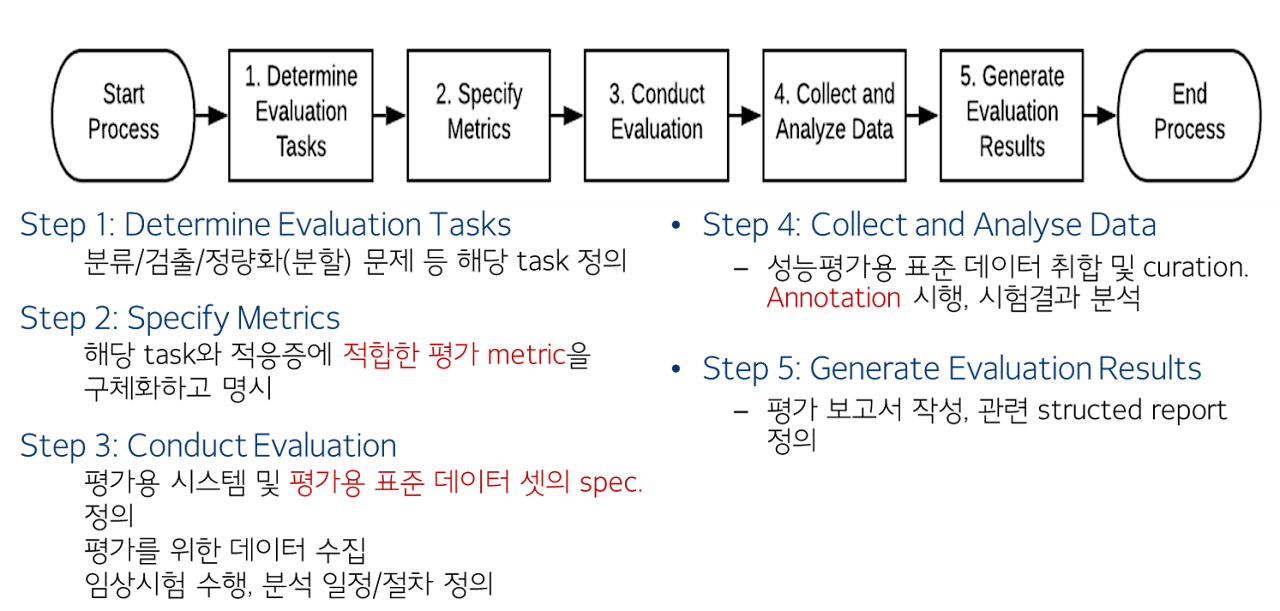 Start
Process
1. Determine
Evaluation
Tasks
2. Specify
Metrics
3. Conduct
Evaluation
4. Collect and
Analyze Data
5. Generate
Evaluation
Results
End
Process
Step 1: Determine Evaluation Tasks
분류/검출/정량화(분할) 문제 등 해당 task 정의
Step 2: Specify Metrics
해당 task와 적응증에 적합한 평가 metric을
구체화하고 명시
Step 3: Conduct Evaluation
평가용 시스템 및 평가용 표준 데이터 셋의 spec.
정의
평가를 위한 데이터 수집
임상시험 수행, 분석 일정/절차 정의
• Step 4: Collect and Analyse Data
– 성능평가용 표준 데이터 취합 및 curation.
Annotation 시행, 시험결과 분석
• Step 5: Generate Evaluation Results
– 평가 보고서 작성, 관련 structed report
정의